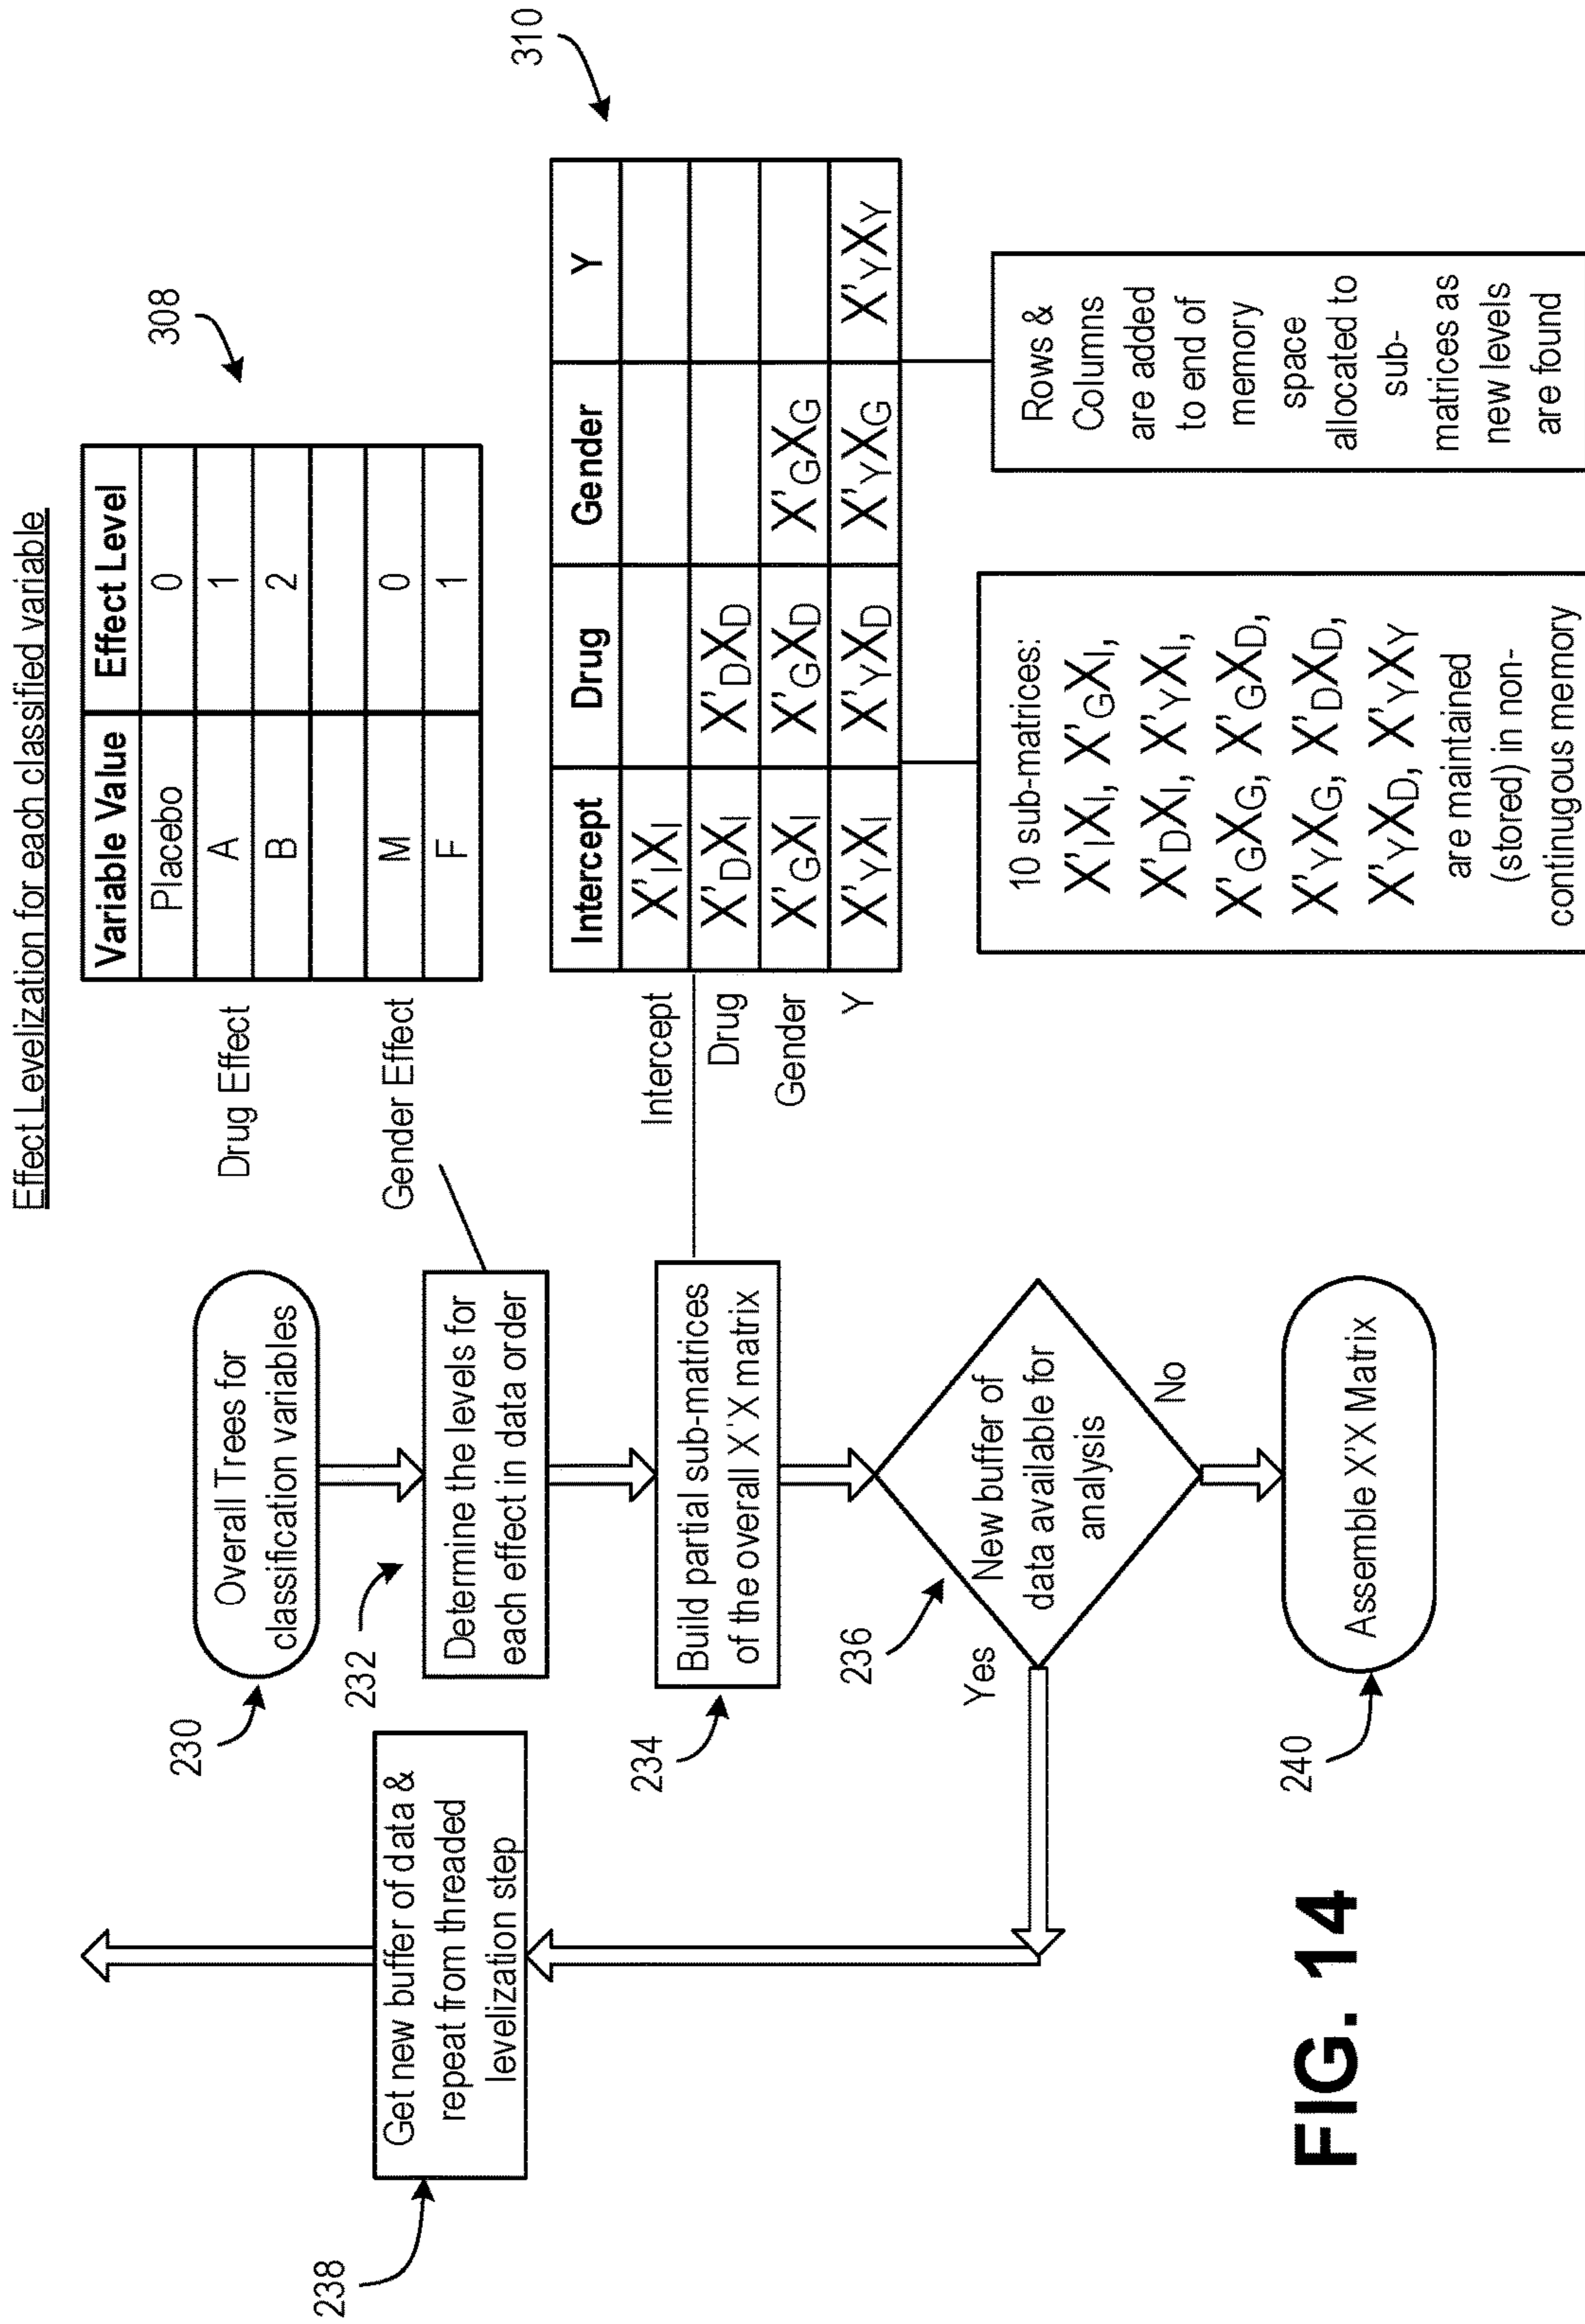 Effect Levelization for each classified variable
308
Variable Value	Effect Level
Drug Effect
Placebo	0
A	1
B	2
Gender Effect
M	0
F	1
310
Intercept	Drug	Gender	Y
Intercept	X'IXI
Drug	X'DXI	X'DXD
Gender	X'GXI	X'GXD	X'GXG
Y	X'YXI	X'YXD	X'YXG	X'YXY
10 sub-matrices:
X'IXI, X'GXI,
X'DXI, X'YXI,
X'GXG, X'GXD,
X'YXG, X'DXD,
X'YXD, X'YXY
are maintained
(stored) in non-
continugous memory
Rows &
Columns
are added
to end of
memory
space
allocated to
sub-
matrices as
new levels
are found
230
Overall Trees for
classification variables
232
Determine the levels for
each effect in data order
234
Build partial sub-matrices
of the overall X'X matrix
236
New buffer of
data available for
analysis
Yes
No
238
Get new buffer of data &
repeat from threaded
levelization step
240
Assemble X'X Matrix
FIG. 14